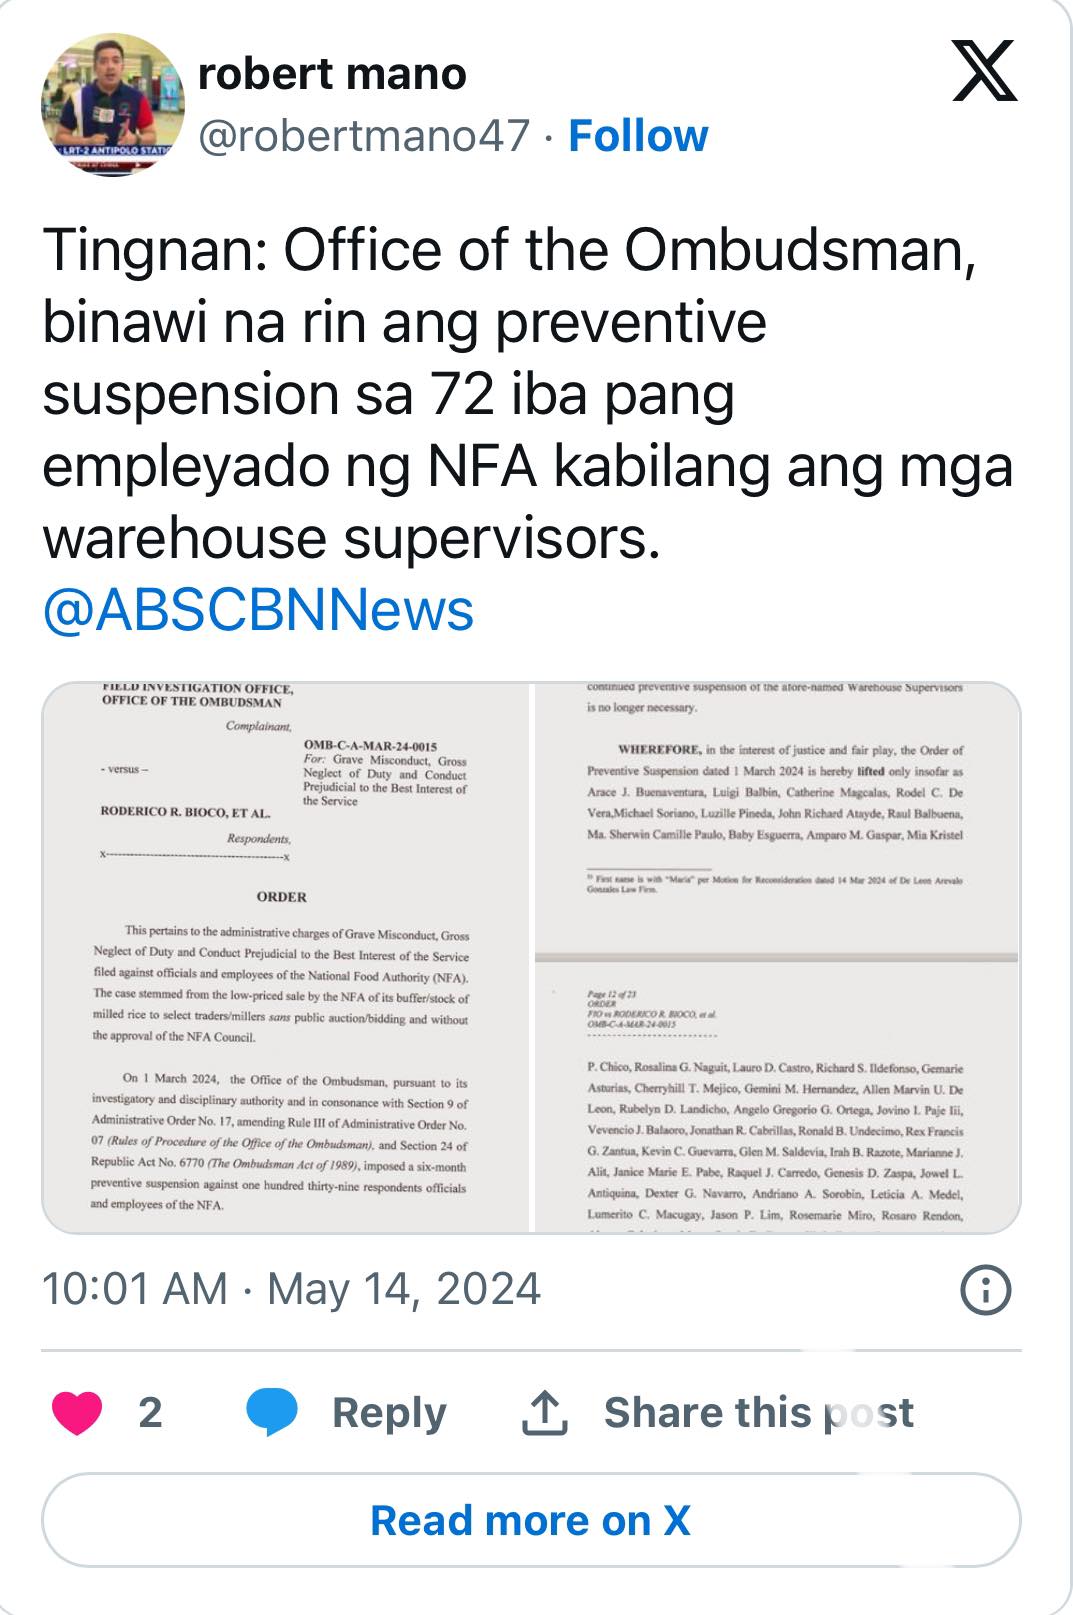 robert mano
@robertmano47 · Follow
LRT-2 ANTIPOLO STATIO
Tingnan: Office of the Ombudsman,
binawi na rin ang preventive
suspension sa 72 iba pang
empleyado ng NFA kabilang ang mga
warehouse supervisors.
@ABSCBNNews
FIELD INVESTIGATION OFFICE,
OFFICE OF THE OMBUDSMAN
Complainant,
OMB-C-A-MAR-24-0015
For: Grave Misconduct, Gross
Neglect of Duty and Conduct
Prejudicial to the Best Interest of
the Service
- versus –
RODERICO R. BIOCO, ET AL.
Respondents,
x-------------------------------------------x
ORDER
This pertains to the administrative charges of Grave Misconduct, Gross
Neglect of Duty and Conduct Prejudicial to the Best Interest of the Service
filed against officials and employees of the National Food Authority (NFA).
The case stemmed from the low-priced sale by the NFA of its buffer/stock of
milled rice to select traders/millers sans public auction/bidding and without
the approval of the NFA Council.
On 1 March 2024, the Office of the Ombudsman, pursuant to its
investigatory and disciplinary authority and in consonance with Section 9 of
Administrative Order No. 17, amending Rule III of Administrative Order No.
07 (Rules of Procedure of the Office of the Ombudsman), and Section 24 of
Republic Act No. 6770 (The Ombudsman Act of 1989), imposed a six-month
preventive suspension against one hundred thirty-nine respondents officials
and employees of the NFA.
continued preventive suspension of the afore-named Warehouse Supervisors
is no longer necessary.
WHEREFORE, in the interest of justice and fair play, the Order of
Preventive Suspension dated 1 March 2024 is hereby lifted only insofar as
Arace J. Buenaventura, Luigi Balbin, Catherine Magcalas, Rodel C. De
Vera,Michael Soriano, Luzille Pineda, John Richard Atayde, Raul Balbuena,
Ma. Sherwin Camille Paulo, Baby Esguerra, Amparo M. Gaspar, Mia Kristel
First name is with "Maria" per Motion for Reconsideration dated 14 Mar 2024 of De Leon Arevalo
Gonzales Law Firm.
Page 12 of 23
ORDER
FIO vs RODERICO R. BIOCO, et al.
OMB-C-A-MAR-24-0015
P. Chico, Rosalina G. Naguit, Lauro D. Castro, Richard S. Ildefonso, Gemarie
Asturias, Cherryhill T. Mejico, Gemini M. Hernandez, Allen Marvin U. De
Leon, Rubelyn D. Landicho, Angelo Gregorio G. Ortega, Jovino I. Paje Iii,
Vevencio J. Balaoro, Jonathan R. Cabrillas, Ronald B. Undecimo, Rex Francis
G. Zantua, Kevin C. Guevarra, Glen M. Saldevia, Irah B. Razote, Marianne J.
Alit, Janice Marie E. Pabe, Raquel J. Carredo, Genesis D. Zaspa, Jowel L.
Antiquina, Dexter G. Navarro, Andriano A. Sorobin, Leticia A. Medel,
Lumerito C. Macugay, Jason P. Lim, Rosemarie Miro, Rosaro Rendon,
10:01 AM · May 14, 2024
2 Reply Share this post
Read more on X